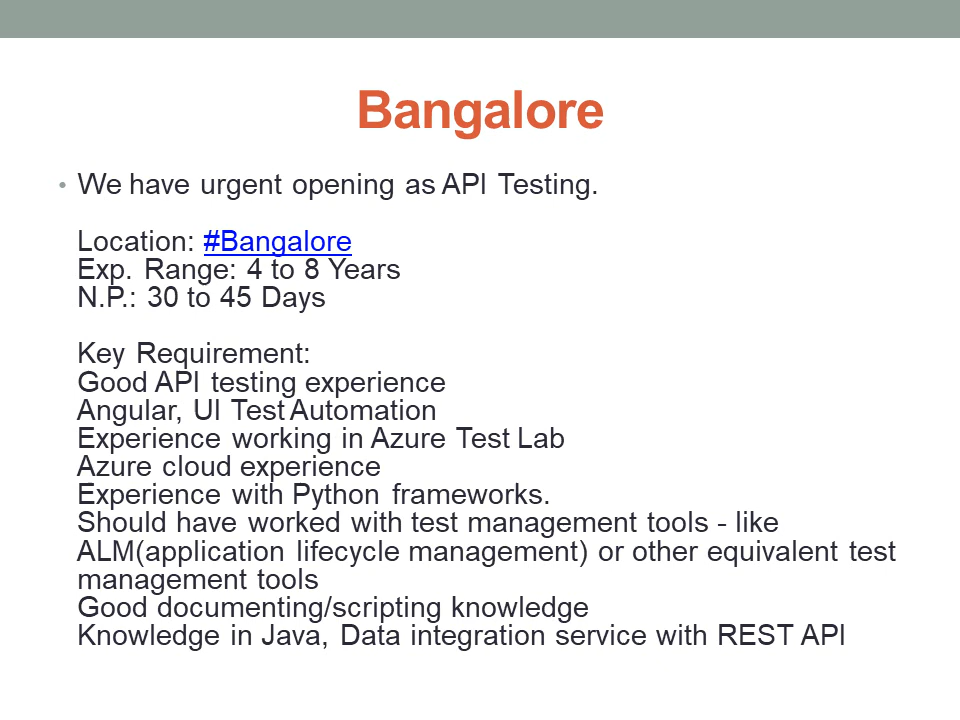 Bangalore
• We have urgent opening as API Testing.
Location: #Bangalore
Exp. Range: 4 to 8 Years
N.P.: 30 to 45 Days
Key Requirement:
Good API testing experience
Angular, UI Test Automation
Experience working in Azure Test Lab
Azure cloud experience
Experience with Python frameworks.
Should have worked with test management tools - like
ALM(application lifecycle management) or other equivalent test
management tools
Good documenting/scripting knowledge
Knowledge in Java, Data integration service with REST API